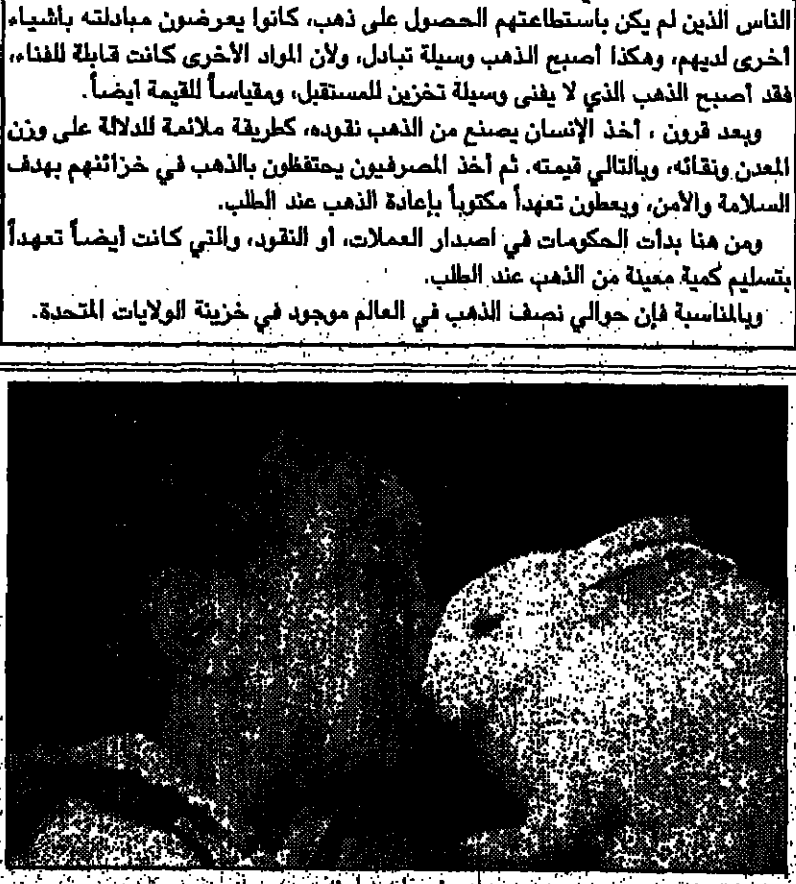 الناس الذين لم يكن باستطاعتهم الحصول على ذهب، كانوا يعرضون مبادلته بأشياء
أخرى لديهم، وهكذا أصبح الذهب وسيلة تبادل، ولأن المواد الأخرى كانت قابلة للفناء،
فقد أصبح الذهب الذي لا يفنى وسيلة تخزين للمستقبل، ومقياساً للقيمة أيضاً.
وبعد قرون ، أخذ الإنسان يصنع من الذهب نقوده، كطريقة ملائمة للدلالة على وزن
المعدن ونقائه، وبالتالي قيمته. ثم أخذ المصرفيون يحتفظون بالذهب في خزائنهم بهدف
السلامة والأمن، ويعطون تعهداً مكتوباً بإعادة الذهب عند الطلب.
ومن هنا بدأت الحكومات في اصدار العملات، أو النقود، والتي كانت أيضاً تعهداً
بتسليم كمية معينة من الذهب عند الطلب.
وبالمناسبة فإن حوالي نصف الذهب في العالم موجود في خزينة الولايات المتحدة.